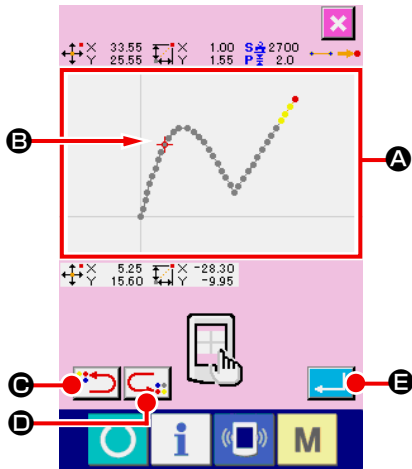 X 33.55 X 1.00 S 2700
Y 25.55 Y 1.55 P 2.0
B
A
X 5.25 X -28.30
Y 15.60 Y -9.95
C
D
E
i M